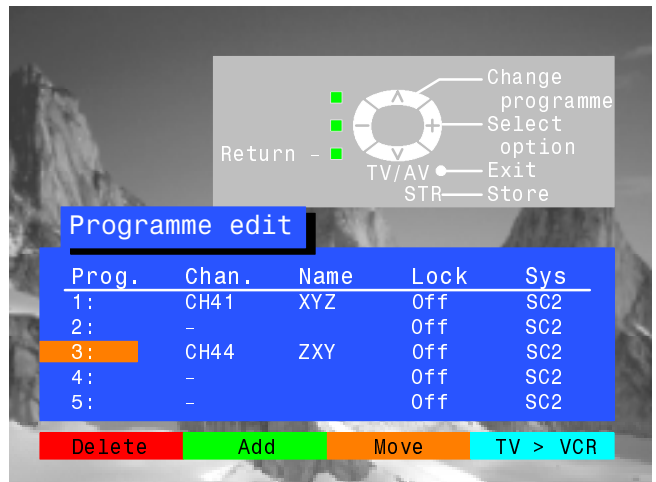 Change
programme
Select
option
Return –
TV/AV Exit
STR Store
Programme edit
Prog. Chan. Name Lock Sys
1: CH41 XYZ Off SC2
2: – Off SC2
3: CH44 ZXY Off SC2
4: – Off SC2
5: – Off SC2
Delete Add Move TV > VCR